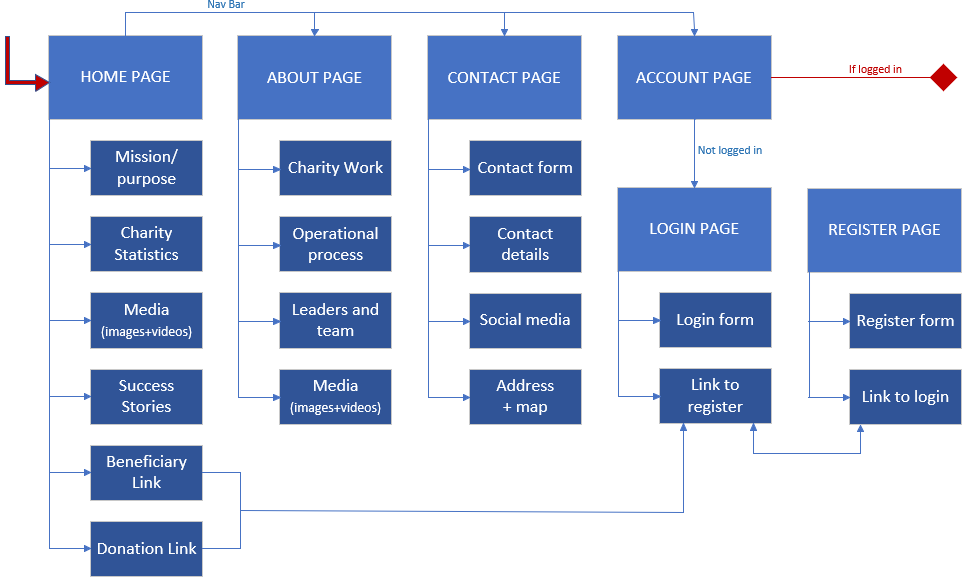 Nav Bar
HOME PAGE
ABOUT PAGE
CONTACT PAGE
ACCOUNT PAGE
If logged in
Mission/
purpose
Charity
Statistics
Media
(images+videos)
Success
Stories
Beneficiary
Link
Donation Link
Charity Work
Operational
process
Leaders and
team
Media
(images+videos)
Contact form
Contact
details
Social media
Address
+ map
Not logged in
LOGIN PAGE
Login form
Link to
register
REGISTER PAGE
Register form
Link to login